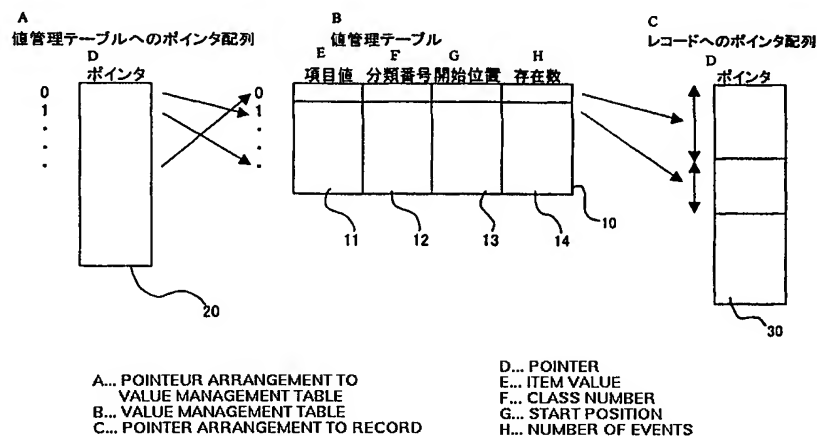 A
値管理テーブルへのポインタ配列
D
ポインタ
0
1
B
値管理テーブル
E F G H
項目値 分類番号 開始位置 存在数
0
1
C
レコードへのポインタ配列
D
ポインタ
11 12 13 14 10
20
30
A... POINTEUR ARRANGEMENT TO
VALUE MANAGEMENT TABLE
B... VALUE MANAGEMENT TABLE
C... POINTER ARRANGEMENT TO RECORD
D... POINTER
E... ITEM VALUE
F... CLASS NUMBER
G... START POSITION
H... NUMBER OF EVENTS